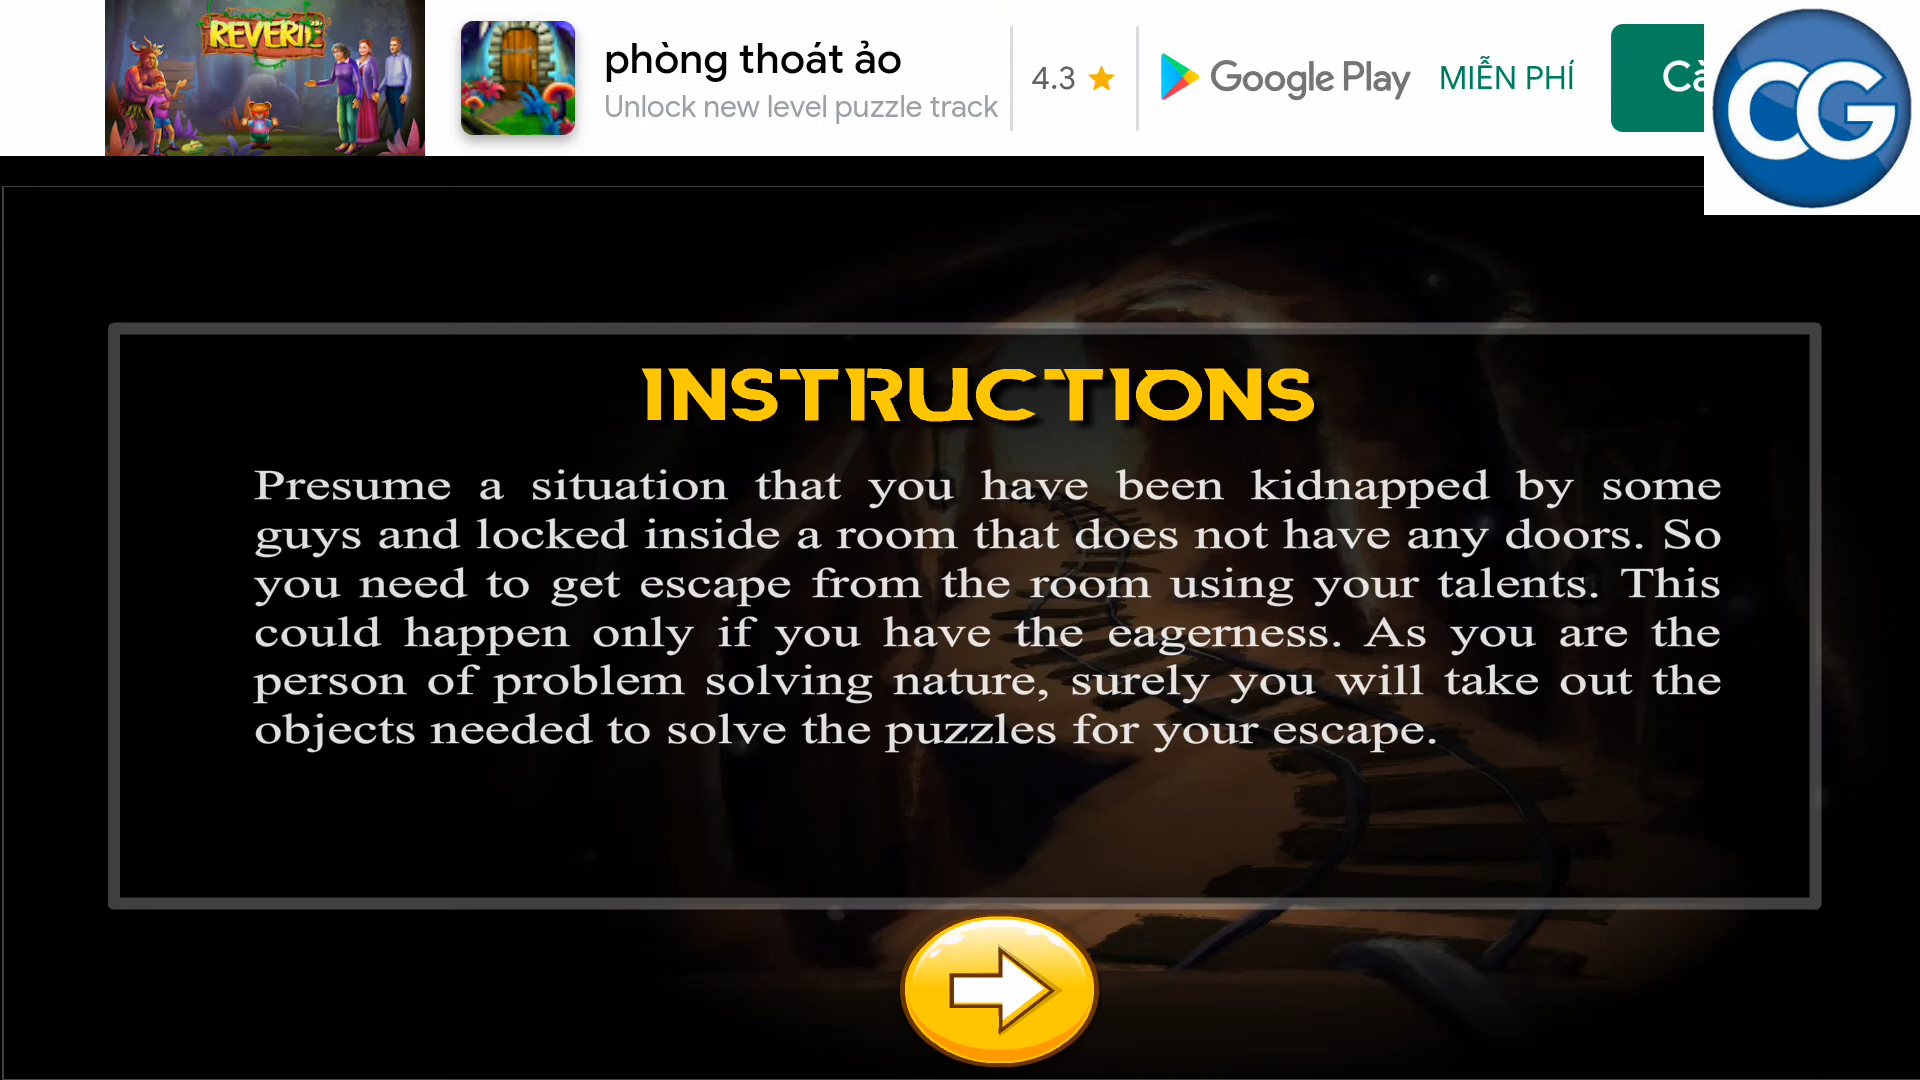 REVERIE
phòng thoát ảo
Unlock new level puzzle track
4.3
Google Play
MIỄN PHÍ
CG
INSTRUCTIONS
Presume a situation that you have been kidnapped by some
guys and locked inside a room that does not have any doors. So
you need to get escape from the room using your talents. This
could happen only if you have the eagerness. As you are the
person of problem solving nature, surely you will take out the
objects needed to solve the puzzles for your escape.